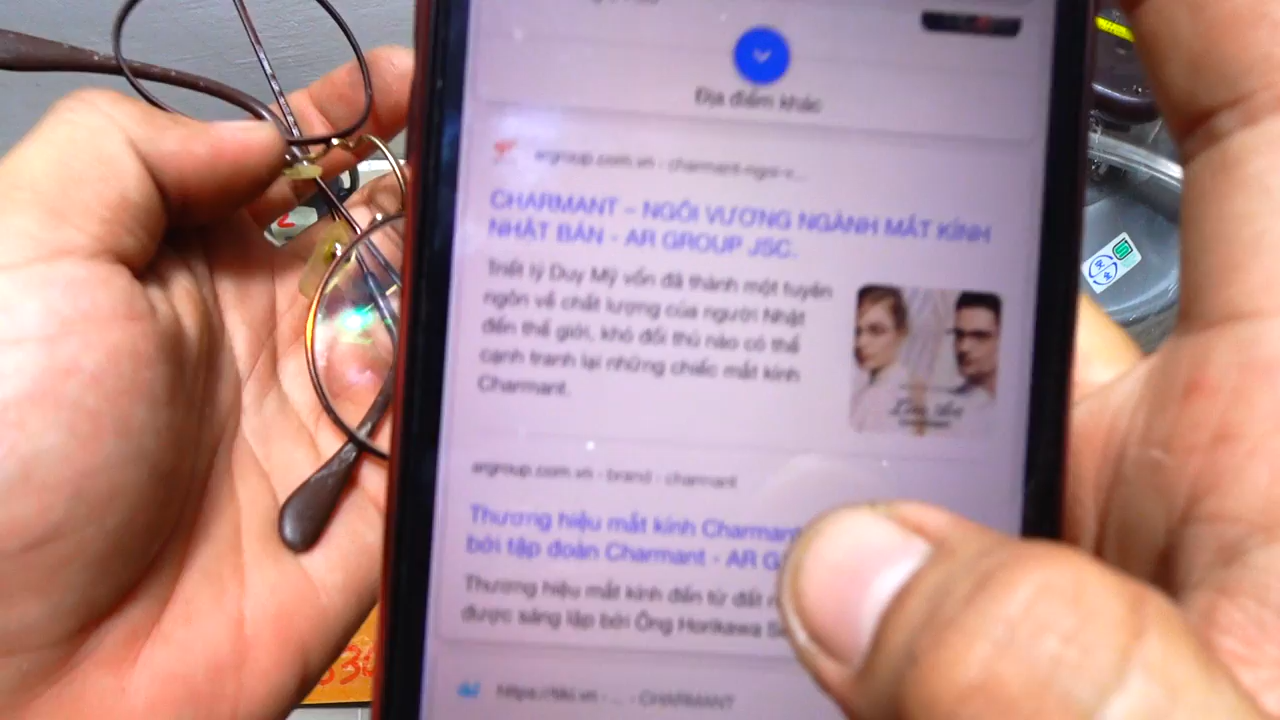 Địa điểm khác
argroup.com.vn › charmant-ngoi-v...
CHARMANT – NGÔI VƯƠNG NGÀNH MẮT KÍNH
NHẬT BẢN - AR GROUP JSC.
Triết lý Duy Mỹ vốn đã thành một tuyên
ngôn về chất lượng của người Nhật
đến thế giới, khó đối thủ nào có thể
cạnh tranh lại những chiếc mắt kính
Charmant.
argroup.com.vn › brand › charmant
Thương hiệu mắt kính Charmant
bởi tập đoàn Charmant - AR G
Thương hiệu mắt kính đến từ đất
được sáng lập bởi Ông Horikawa
https://tiki.vn › ... › CHARMANT